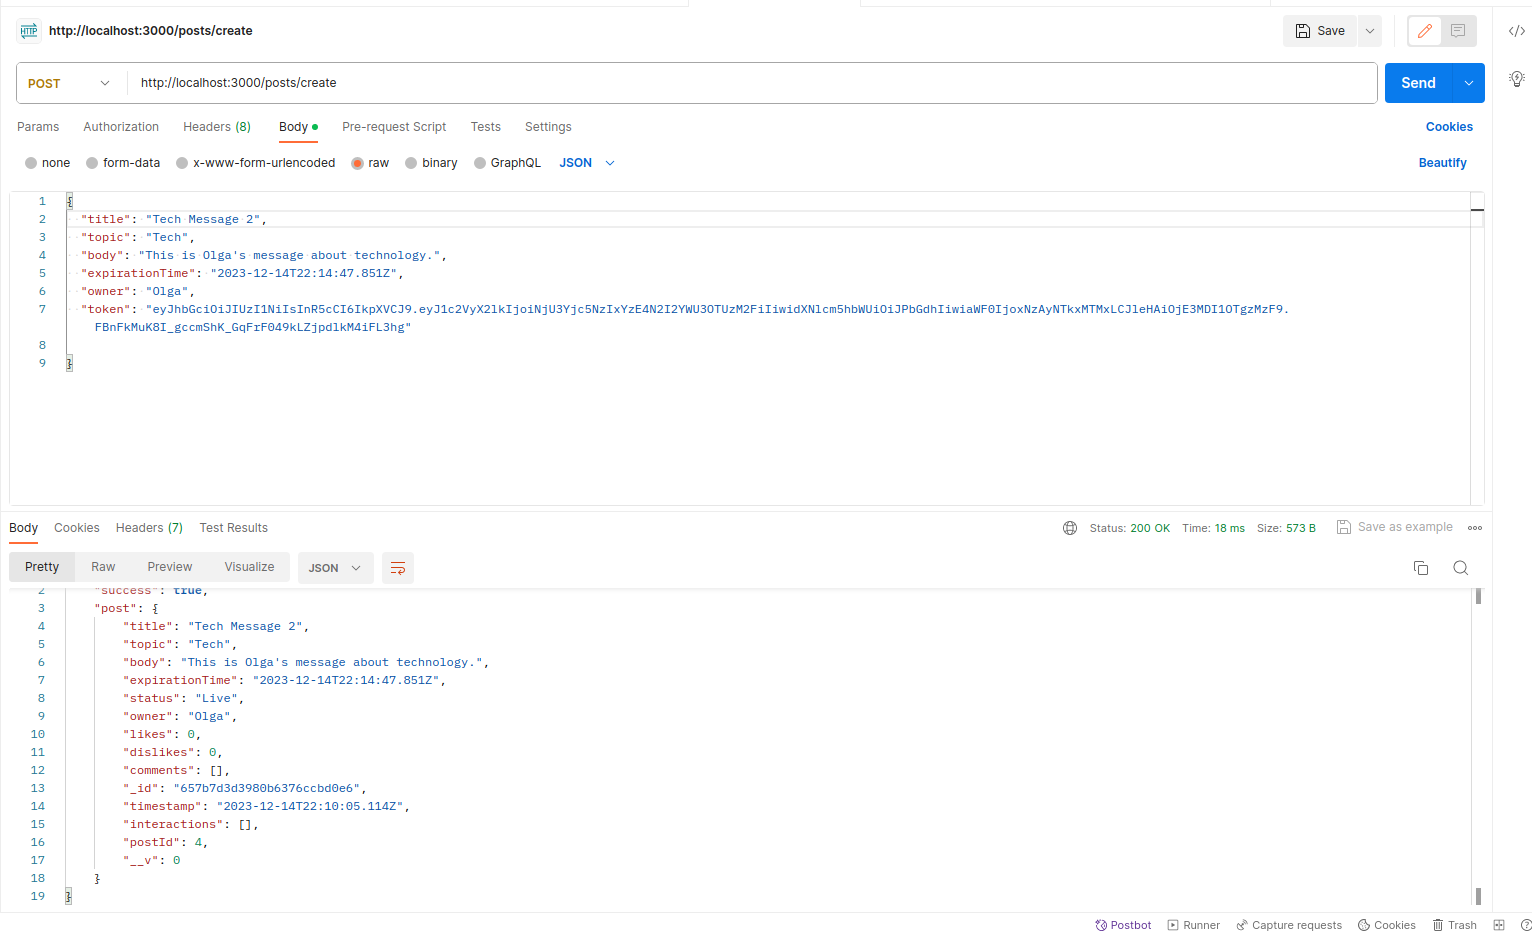 HTTP http://localhost:3000/posts/create Save
POST http://localhost:3000/posts/create Send
Params Authorization Headers (8) Body Pre-request Script Tests Settings Cookies
none form-data x-www-form-urlencoded raw binary GraphQL JSON Beautify
1 {
2 "title": "Tech Message 2",
3 "topic": "Tech",
4 "body": "This is Olga's message about technology.",
5 "expirationTime": "2023-12-14T22:14:47.851Z",
6 "owner": "Olga",
7 "token": "eyJhbGciOiJIUzI1NiIsInR5cCI6IkpXVCJ9.eyJ1c2VyX2lkIjoiNjU3Yjc5NzIxYzE4N2I2YWU3OTUzM2FiIiwidXNlcm5hbWUiOiJPbGdhIiwiaWF0IjoxNzAyNTkxMTMxLCJleHAiOjE3MDI1OTgzMzF9.
FBnFkMuK8I_gccmShK_GqFrF049kLZjpdlkM4iFL3hg"
8
9 }
Body Cookies Headers (7) Test Results Status: 200 OK Time: 18 ms Size: 573 B Save as example
Pretty Raw Preview Visualize JSON
2 "success": true,
3 "post": {
4 "title": "Tech Message 2",
5 "topic": "Tech",
6 "body": "This is Olga's message about technology.",
7 "expirationTime": "2023-12-14T22:14:47.851Z",
8 "status": "Live",
9 "owner": "Olga",
10 "likes": 0,
11 "dislikes": 0,
12 "comments": [],
13 "_id": "657b7d3d3980b6376ccbd0e6",
14 "timestamp": "2023-12-14T22:10:05.114Z",
15 "interactions": [],
16 "postId": 4,
17 "__v": 0
18 }
19 }
Postbot Runner Capture requests Cookies Trash